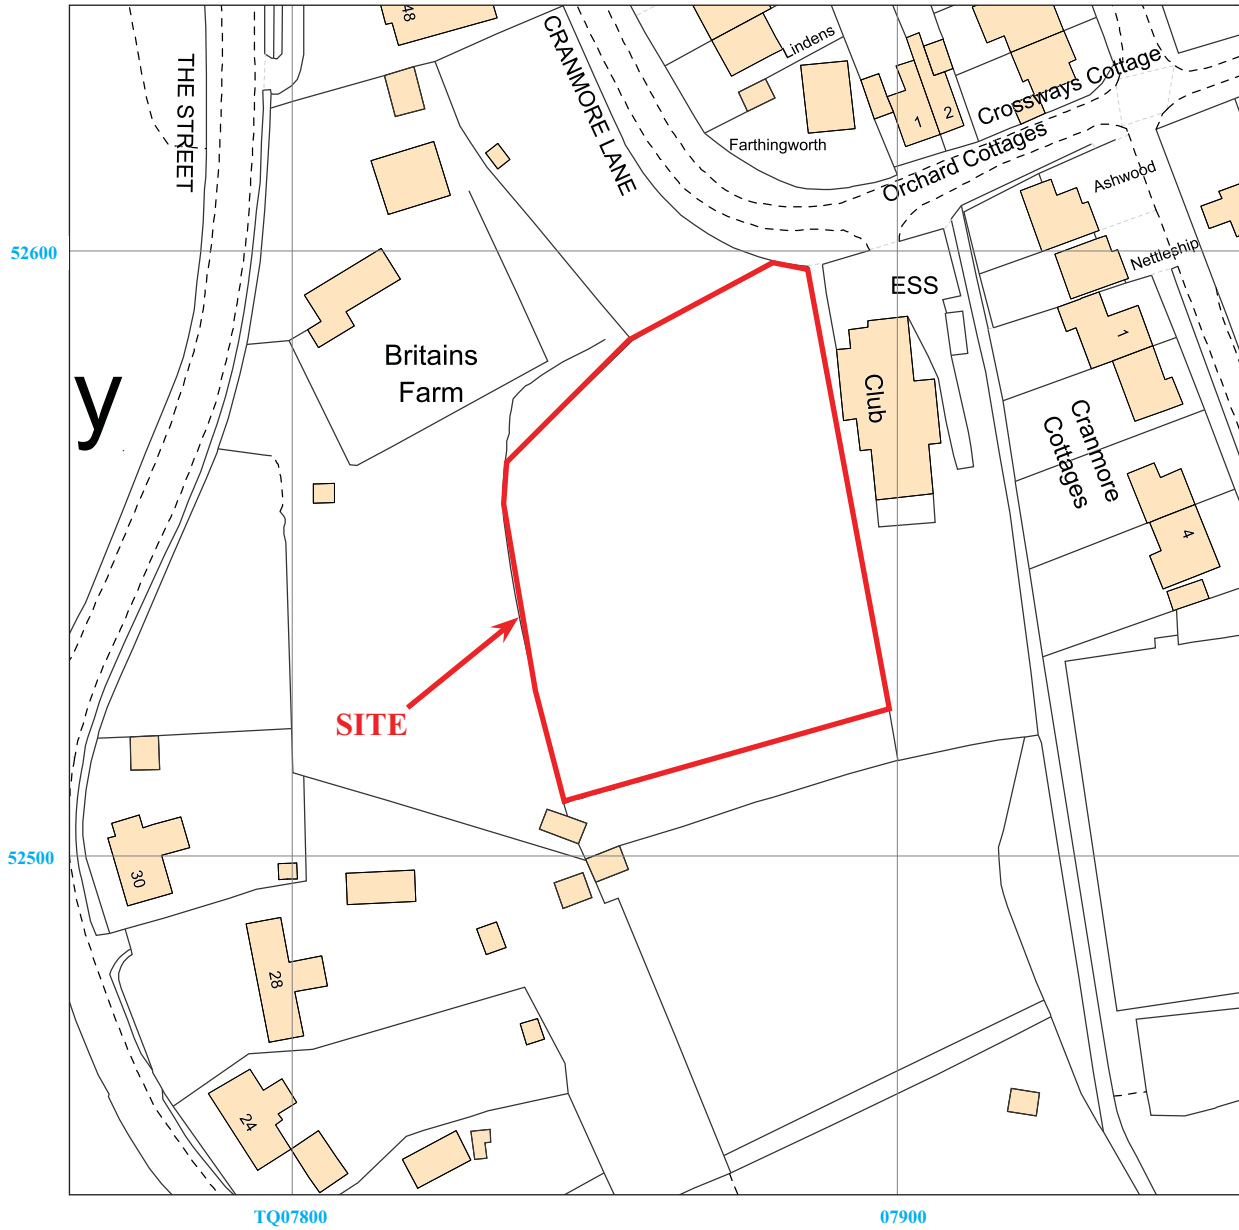 48
THE STREET
CRANMORE LANE
Lindens
Crossways Cottage
1
2
Farthingworth
Orchard Cottages
Ashwood
52600
Nettleship
ESS
Britains
Farm
1
y
Club
Cranmore
Cottages
4
SITE
52500
30
28
24
TQ07800
07900